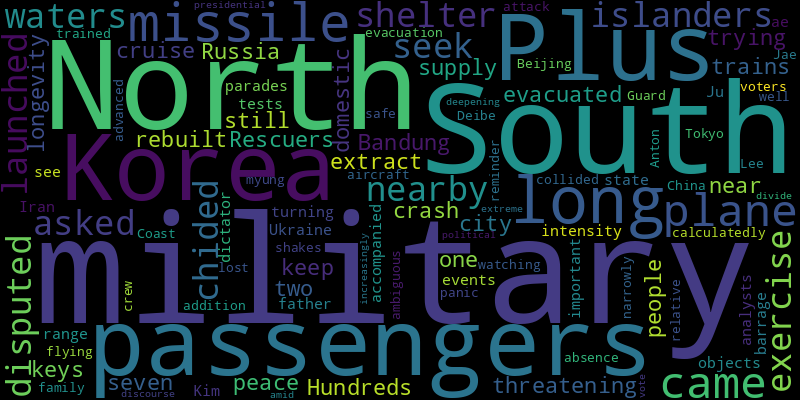 waters
missile
presidential
shelter
attack
islanders
ae
trained
evacuation
Plus
trying
Jae
launched
North
longevity
cruise
Russia
domestic
seek
supply
Beijing
trains
advanced
parades
tests
deepening
evacuated
Guard
Ju
voters
well
still
safe
South
Deibe
rebuilt
Rescuers
Bandung
aircraft
reminder
Anton
Tokyo
see
Korea
extract
Lee
myung
nearby
collided
state
China
near
divide
Iran
chided
dictator
turning
crash
extreme
long
plane
asked
Coast
Ukraine
accompanied
city
intensity
calculatedly
military
shakes
increasingly
political
disputed
lost
keep
ambiguous
one
watching
important
narrowly
people
relative
analysts
exercise
crew
addition
two
father
events
panic
barrage
range
passengers
flying
absence
objects
keys
seven
Kim
peace
Hundreds
threatening
came
family
discourse
amid
vote